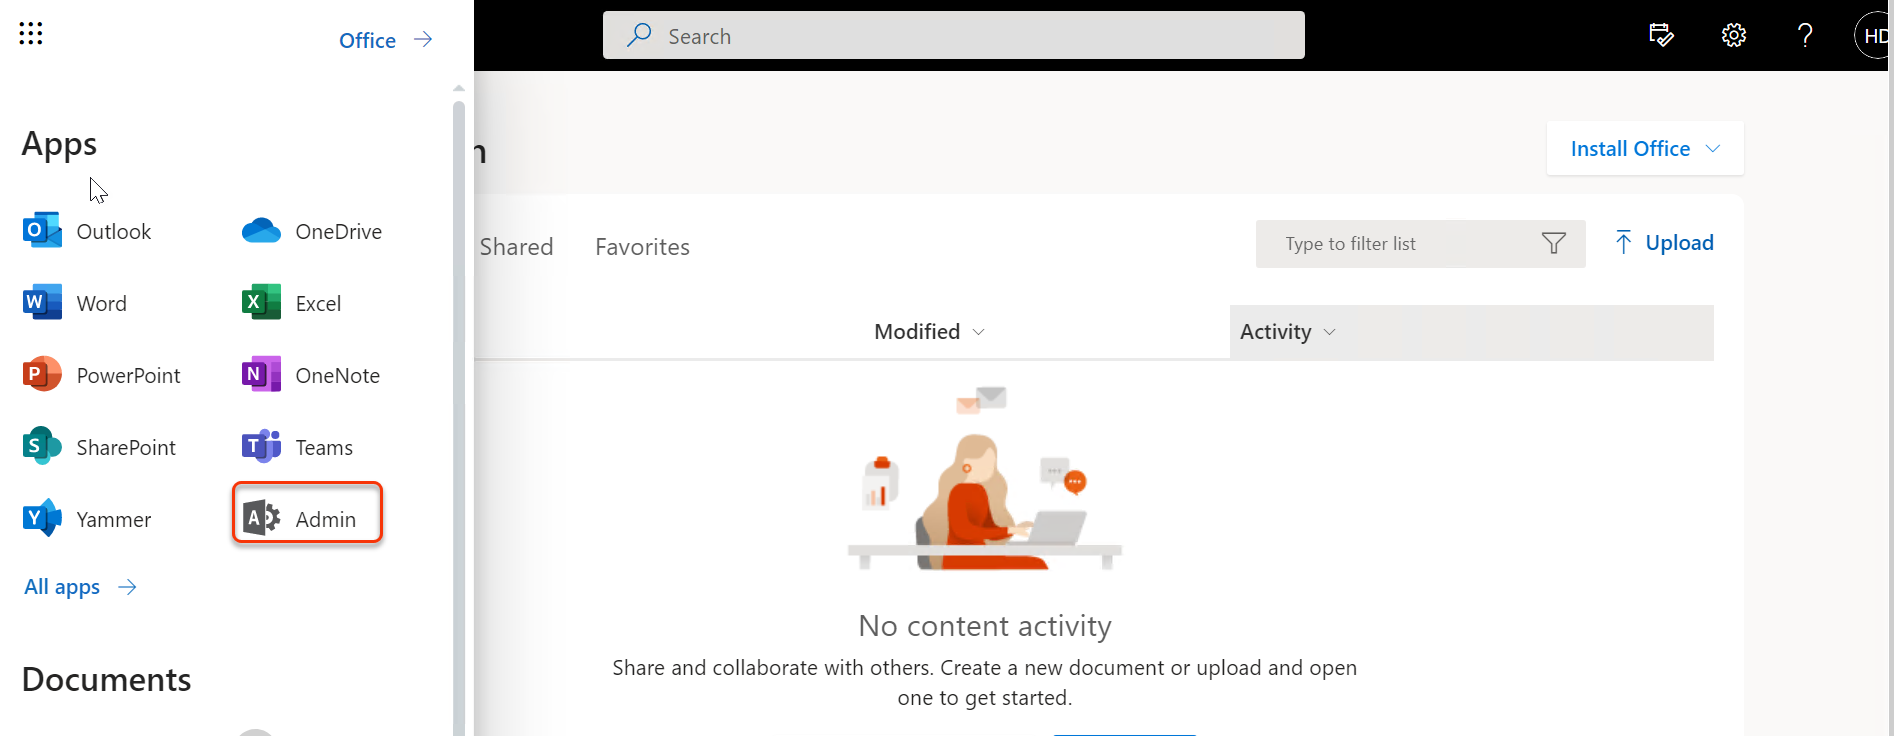 Office
Search
HD
Apps
n
Install Office
Outlook
OneDrive
Shared
Favorites
Type to filter list
Upload
Word
Excel
Modified
Activity
PowerPoint
OneNote
SharePoint
Teams
Yammer
Admin
All apps
No content activity
Share and collaborate with others. Create a new document or upload and open
one to get started.
Documents